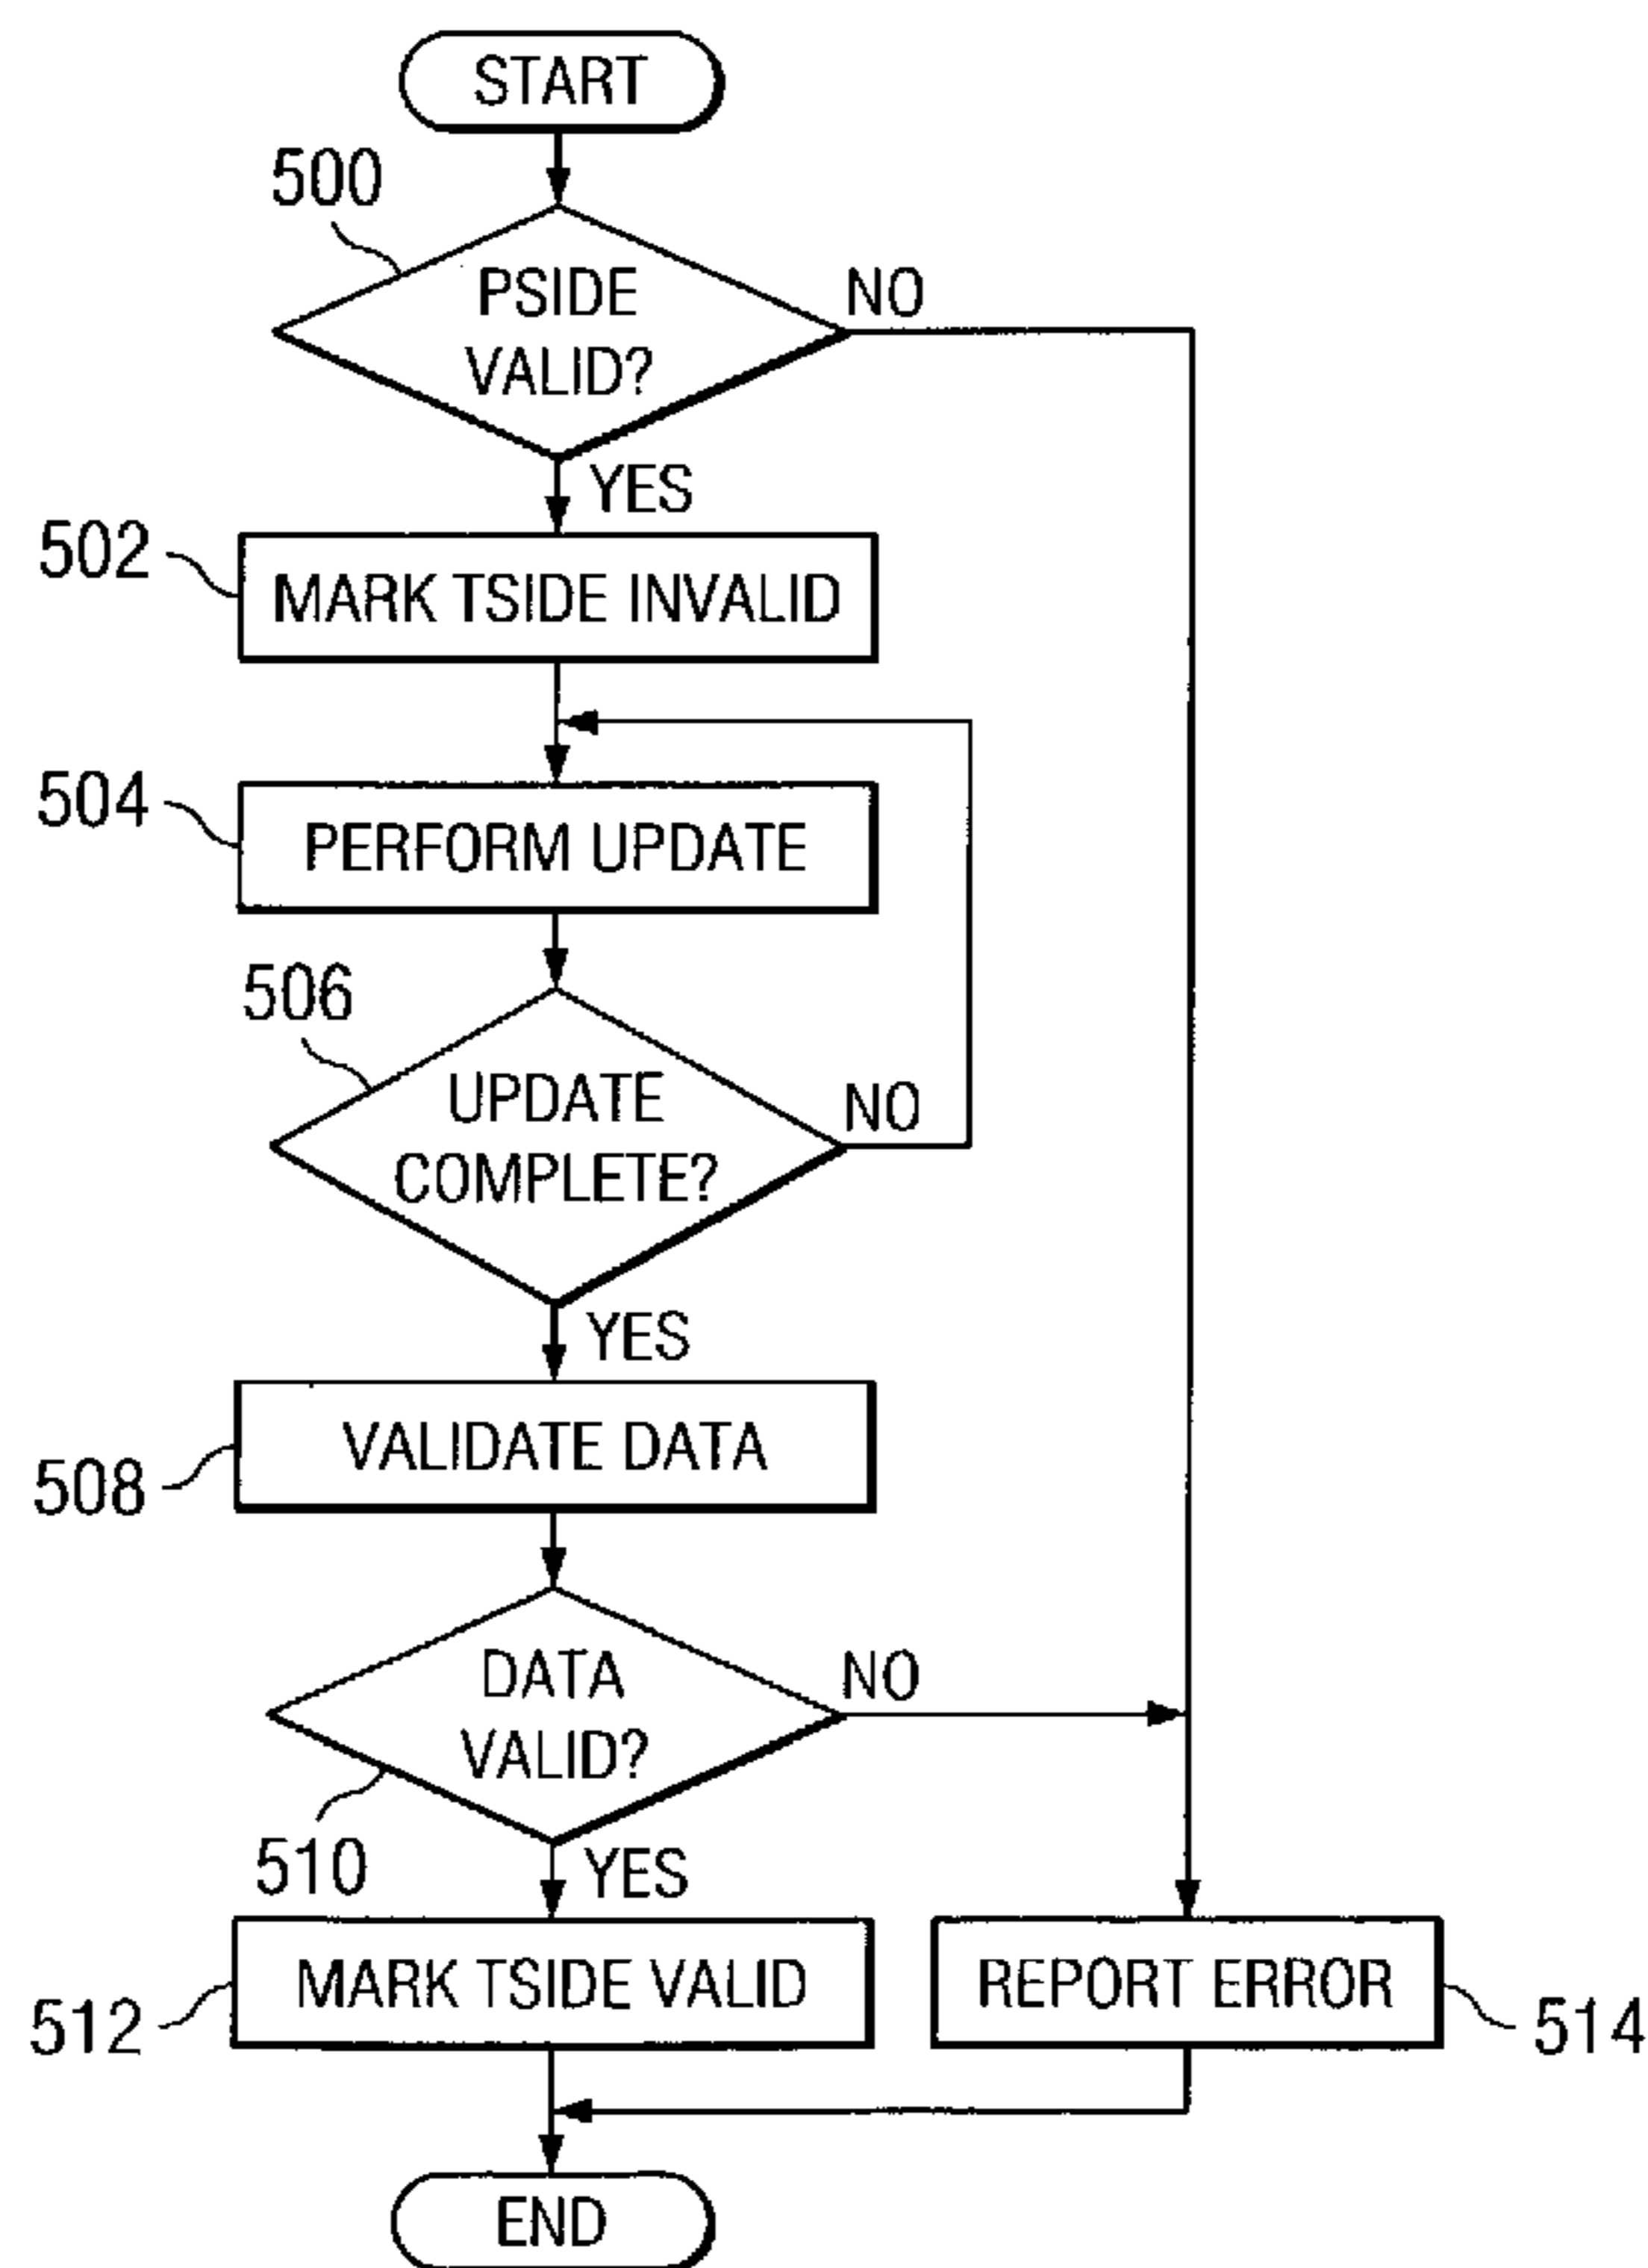 START
500
PSIDE
VALID?
NO
YES
502
MARK TSIDE INVALID
504
PERFORM UPDATE
506
UPDATE
COMPLETE?
NO
YES
VALIDATE DATA
508
DATA
VALID?
NO
510
YES
MARK TSIDE VALID
REPORT ERROR
512
514
END